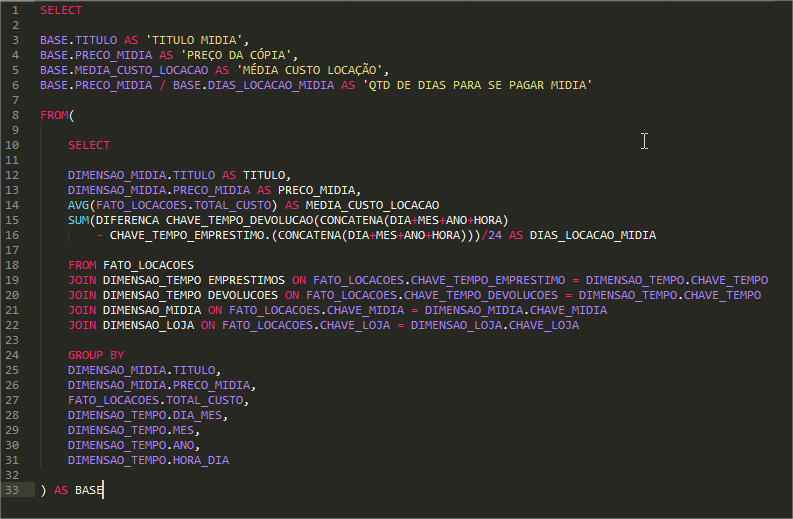 1 SELECT
2
3 BASE.TITULO AS 'TITULO MIDIA',
4 BASE.PRECO_MIDIA AS 'PREÇO DA CÓPIA',
5 BASE.MEDIA_CUSTO_LOCACAO AS 'MÉDIA CUSTO LOCAÇÃO',
6 BASE.PRECO_MIDIA / BASE.DIAS_LOCACAO_MIDIA AS 'QTD DE DIAS PARA SE PAGAR MIDIA'
7
8 FROM(
9
10 SELECT
11
12 DIMENSAO_MIDIA.TITULO AS TITULO,
13 DIMENSAO_MIDIA.PRECO_MIDIA AS PRECO_MIDIA,
14 AVG(FATO_LOCACOES.TOTAL_CUSTO) AS MEDIA_CUSTO_LOCACAO
15 SUM(DIFERENCA CHAVE_TEMPO_DEVOLUCAO(CONCATENA(DIA+MES+ANO+HORA)
16 - CHAVE_TEMPO_EMPRESTIMO.(CONCATENA(DIA+MES+ANO+HORA)))/24 AS DIAS_LOCACAO_MIDIA
17
18 FROM FATO_LOCACOES
19 JOIN DIMENSAO_TEMPO EMPRESTIMOS ON FATO_LOCACOES.CHAVE_TEMPO_EMPRESTIMO = DIMENSAO_TEMPO.CHAVE_TEMPO
20 JOIN DIMENSAO_TEMPO DEVOLUCOES ON FATO_LOCACOES.CHAVE_TEMPO_DEVOLUCOES = DIMENSAO_TEMPO.CHAVE_TEMPO
21 JOIN DIMENSAO_MIDIA ON FATO_LOCACOES.CHAVE_MIDIA = DIMENSAO_MIDIA.CHAVE_MIDIA
22 JOIN DIMENSAO_LOJA ON FATO_LOCACOES.CHAVE_LOJA = DIMENSAO_LOJA.CHAVE_LOJA
23
24 GROUP BY
25 DIMENSAO_MIDIA.TITULO,
26 DIMENSAO_MIDIA.PRECO_MIDIA,
27 FATO_LOCACOES.TOTAL_CUSTO,
28 DIMENSAO_TEMPO.DIA_MES,
29 DIMENSAO_TEMPO.MES,
30 DIMENSAO_TEMPO.ANO,
31 DIMENSAO_TEMPO.HORA_DIA
32
33 ) AS BASE